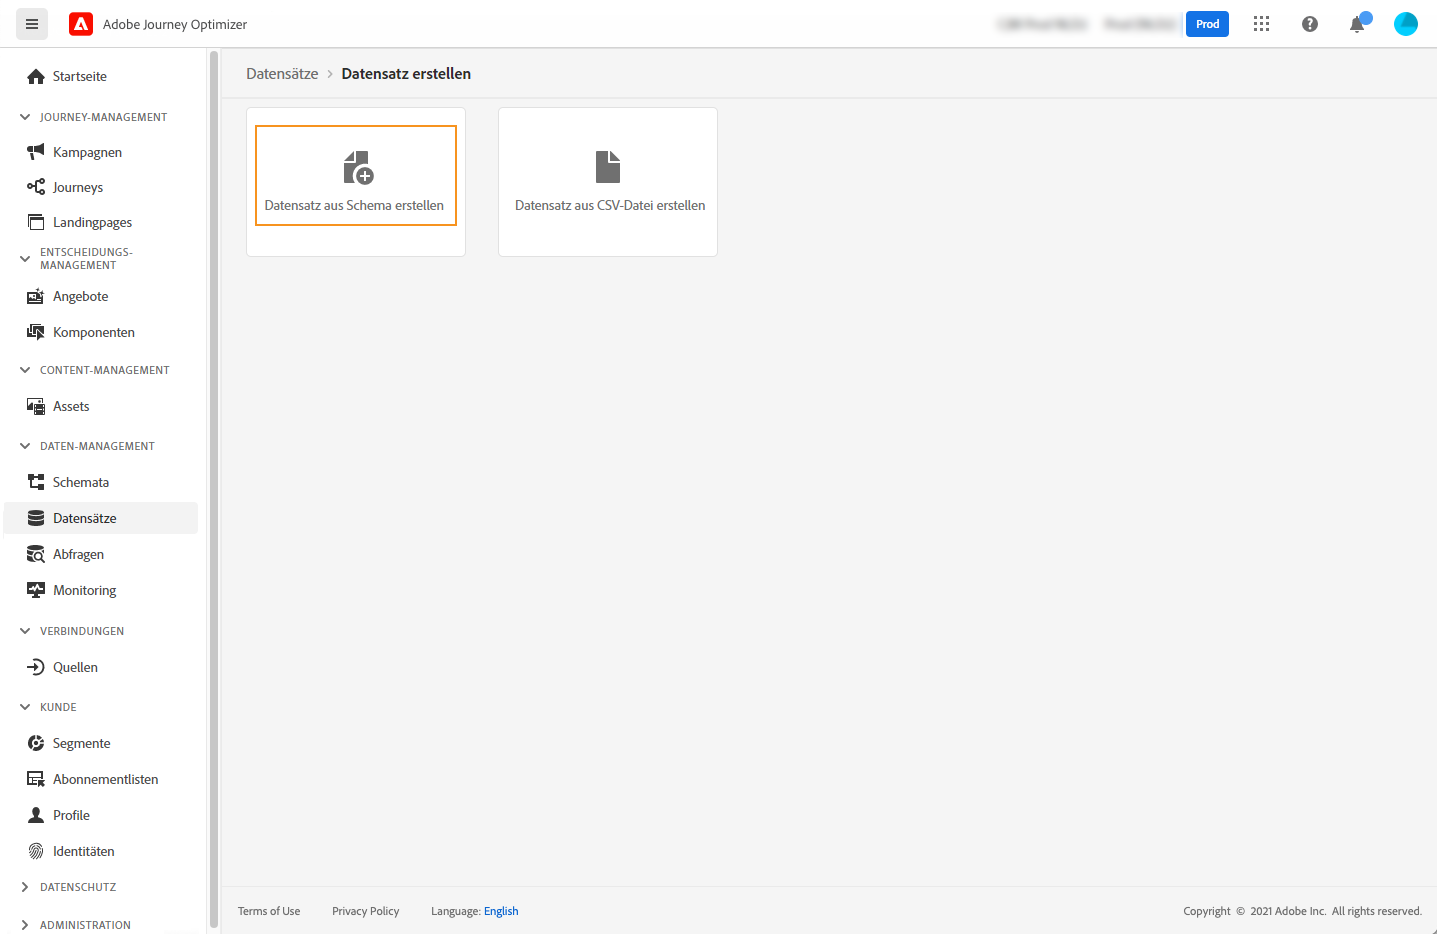 Adobe Journey Optimizer
Prod
Startseite
JOURNEY-MANAGEMENT
Kampagnen
Journeys
Landingpages
ENTSCHEIDUNGS-
MANAGEMENT
Angebote
Komponenten
CONTENT-MANAGEMENT
Assets
DATEN-MANAGEMENT
Schemata
Datensätze
Abfragen
Monitoring
VERBINDUNGEN
Quellen
KUNDE
Segmente
Abonnementlisten
Profile
Identitäten
DATENSCHUTZ
ADMINISTRATION
Datensätze > Datensatz erstellen
Datensatz aus Schema erstellen
Datensatz aus CSV-Datei erstellen
Terms of Use Privacy Policy Language: English Copyright © 2021 Adobe Inc. All rights reserved.